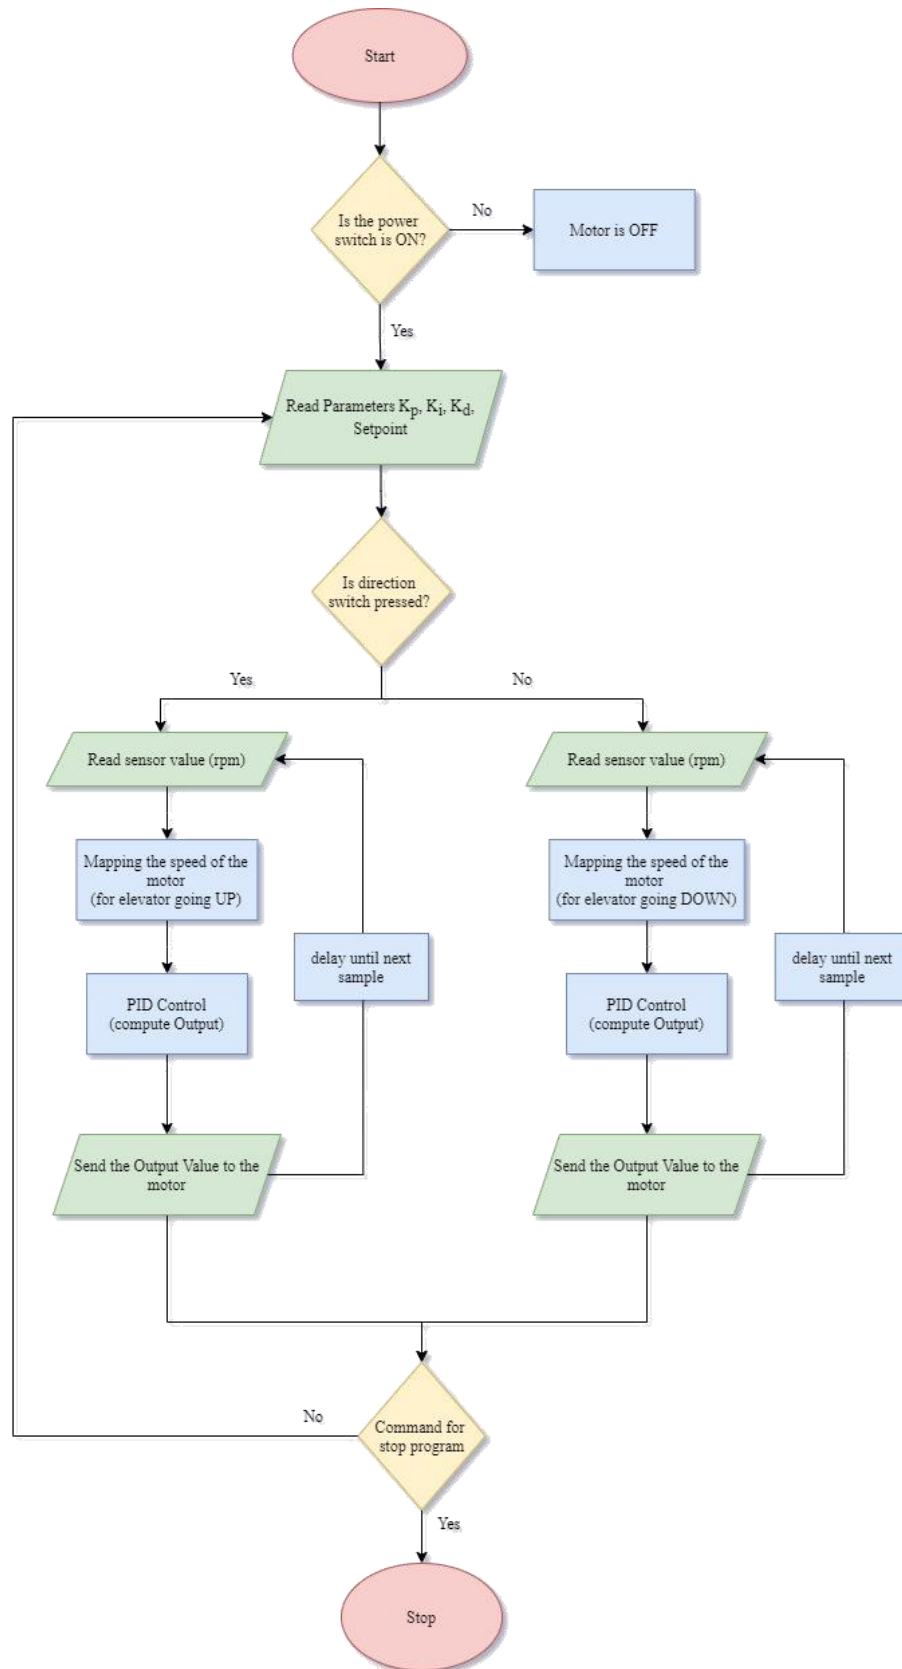 Start
Is the power
switch is ON?
No
Motor is OFF
Yes
Read Parameters Kp, Ki, Kd,
Setpoint
Is direction
switch pressed?
Yes
No
Read sensor value (rpm)
Mapping the speed of the
motor
(for elevator going UP)
delay until next
sample
PID Control
(compute Output)
Send the Output Value to the
motor
Read sensor value (rpm)
Mapping the speed of the
motor
(for elevator going DOWN)
delay until next
sample
PID Control
(compute Output)
Send the Output Value to the
motor
No
Command for
stop program
Yes
Stop